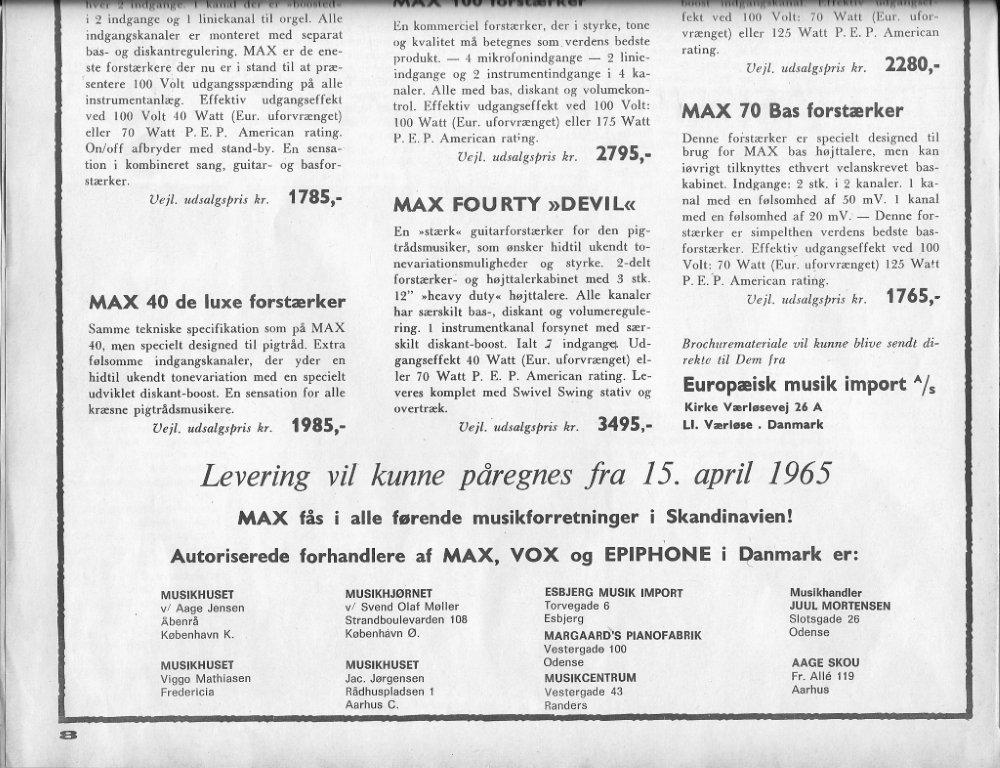 hver 2 indgange. 1 kanal der er »boosted«
i 2 indgange og 1 liniekanal til orgel. Alle
indgangskanaler er monteret med separat
bas- og diskantregulering. MAX er de ene-
ste forstærkere der nu er i stand til at præ-
sentere 100 Volt udgangsspænding på alle
instrumentanlæg. Effektiv udgangseffekt
ved 100 Volt 40 Watt (Eur. uforvrænget)
eller 70 Watt P.E.P. American rating.
On/off afbryder med stand-by. En sensa-
tion i kombineret sang, guitar- og basfor-
stærker.
Vejl. udsalgspris kr. 1785,-
MAX 40 de luxe forstærker
Samme tekniske specifikation som på MAX
40, men specielt designed til pigtråd. Extra
følsomme indgangskanaler, der yder en
hidtil ukendt tonevariation med en specielt
udviklet diskant-boost. En sensation for alle
kræsne pigtrådsmusikere.
Vejl. udsalgspris kr. 1985,-
MAX 100 forstærker
En kommerciel forstærker, der i styrke, tone
og kvalitet må betegnes som verdens bedste
produkt. — 4 mikrofonindgange — 2 linie-
indgange og 2 instrumentindgange i 4 ka-
naler. Alle med bas, diskant og volumekon-
trol. Effektiv udgangseffekt ved 100 Volt:
100 Watt (Eur. uforvrænget) eller 175 Watt
P. E. P. American rating.
Vejl. udsalgspris kr. 2795,-
MAX FOURTY »DEVIL«
En »stærk« guitarforstærker for den pig-
trådsmusiker, som ønsker hidtil ukendt to-
nevariationsmuligheder og styrke. 2-delt
forstærker- og højttalerkabinet med 3 stk.
12” »heavy duty« højttalere. Alle kanaler
har særskilt bas-, diskant og volumeregule-
ring. 1 instrumentkanal forsynet med sær-
skilt diskant-boost. Ialt indgange. Ud-
gangseffekt 40 Watt (Eur. uforvrænget) el-
ler 70 Watt P. E. P. American rating. Le-
veres komplet med Swivel Swing stativ og
overtræk.
Vejl. udsalgspris kr. 3495,-
fekt ved 100 Volt: 70 Watt (Eur. ufor-
vrænget) eller 125 Watt P. E. P. American
rating.
Vejl. udsalgspris kr. 2280,-
MAX 70 Bas forstærker
Denne forstærker er specielt designed til
brug for MAX bas højttalere, men kan
iøvrigt tilknyttes ethvert velanskrevet bas-
kabinet. Indgange: 2 stk. i 2 kanaler. 1 ka-
nal med en følsomhed af 50 mV. 1 kanal
med en følsomhed af 20 mV. — Denne for-
stærker er simpelthen verdens bedste bas-
forstærker. Effektiv udgangseffekt ved 100
Volt: 70 Watt (Eur. uforvrænget) 125 Watt
P. E. P. American rating.
Vejl. udsalgspris kr. 1765,-
Brochuremateriale vil kunne blive sendt di-
rekte til Dem fra
Europæisk musik import A/s
Kirke Værløsevej 26 A
Ll. Værløse . Danmark
Levering vil kunne påregnes fra 15. april 1965
MAX fås i alle førende musikforretninger i Skandinavien!
Autoriserede forhandlere af MAX, VOX og EPIPHONE i Danmark er:
MUSIKHUSET
v/ Aage Jensen
Åbenrå
København K.
MUSIKHUSET
Viggo Mathiasen
Fredericia
MUSIKHJØRNET
v/ Svend Olaf Møller
Strandboulevarden 108
København Ø.
MUSIKHUSET
Jac. Jørgensen
Rådhuspladsen 1
Aarhus C.
ESBJERG MUSIK IMPORT
Torvegade 6
Esbjerg
MARGAARD'S PIANOFABRIK
Vestergade 100
Odense
MUSIKCENTRUM
Vestergade 43
Randers
Musikhandler
JUUL MORTENSEN
Slotsgade 26
Odense
AAGE SKOU
Fr. Allé 119
Aarhus
8